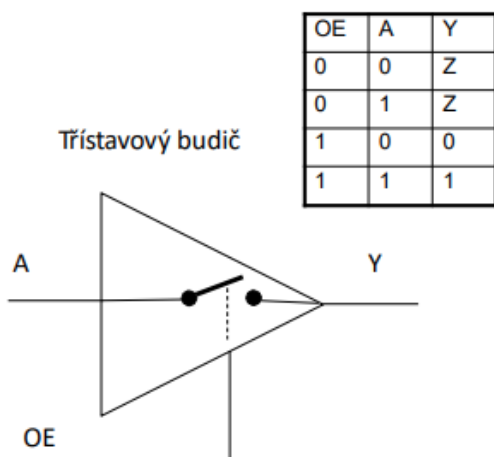 OE A Y
0 0 Z
0 1 Z
1 0 0
1 1 1
Třístavový budič
A
Y
OE